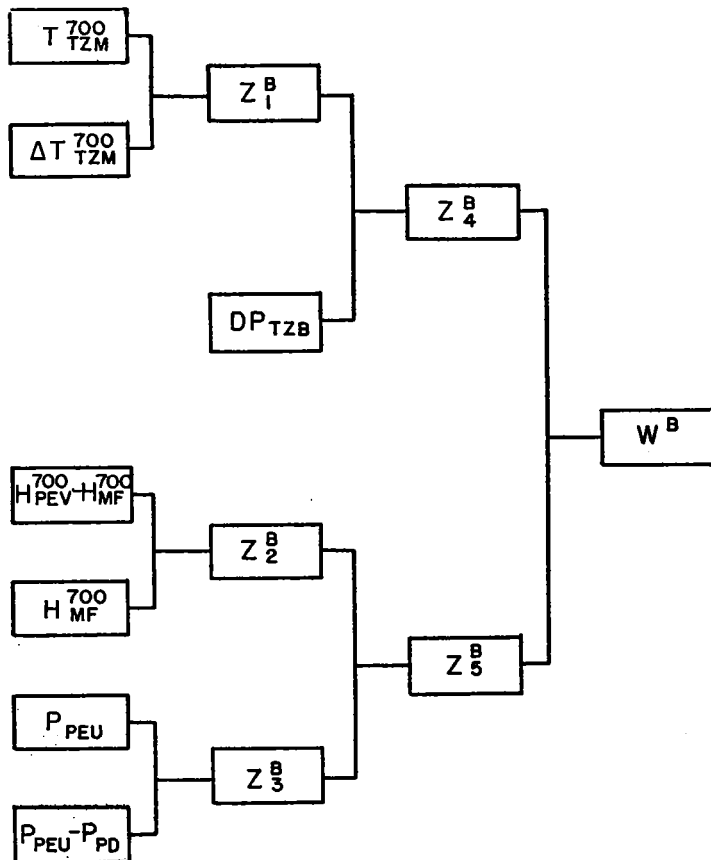 T 700 TZM
Z B 1
ΔT 700 TZM
Z B 4
DP TZB
W B
H 700 PEV -H 700 MF
Z B 2
H 700 MF
Z B 5
P PEU
Z B 3
P PEU -P PD